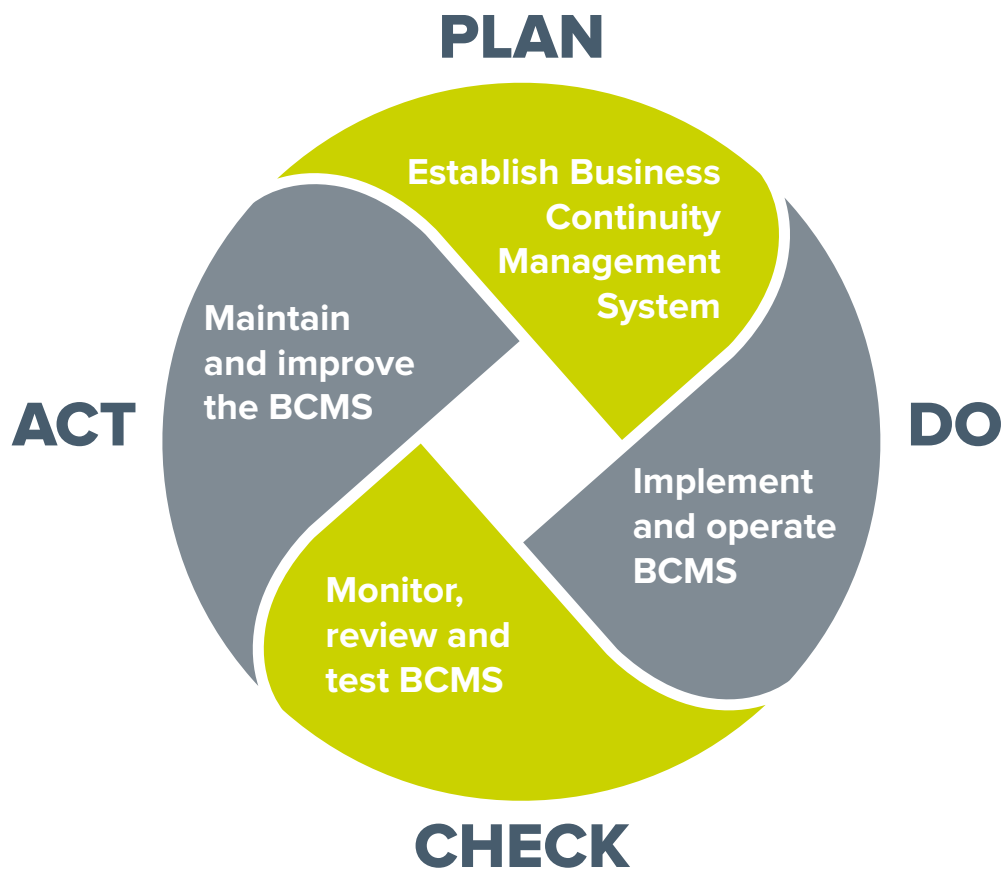 PLAN
Establish Business
Continuity
Management
System
Maintain
and improve
the BCMS
ACT
DO
Implement
and operate
BCMS
Monitor,
review and
test BCMS
CHECK